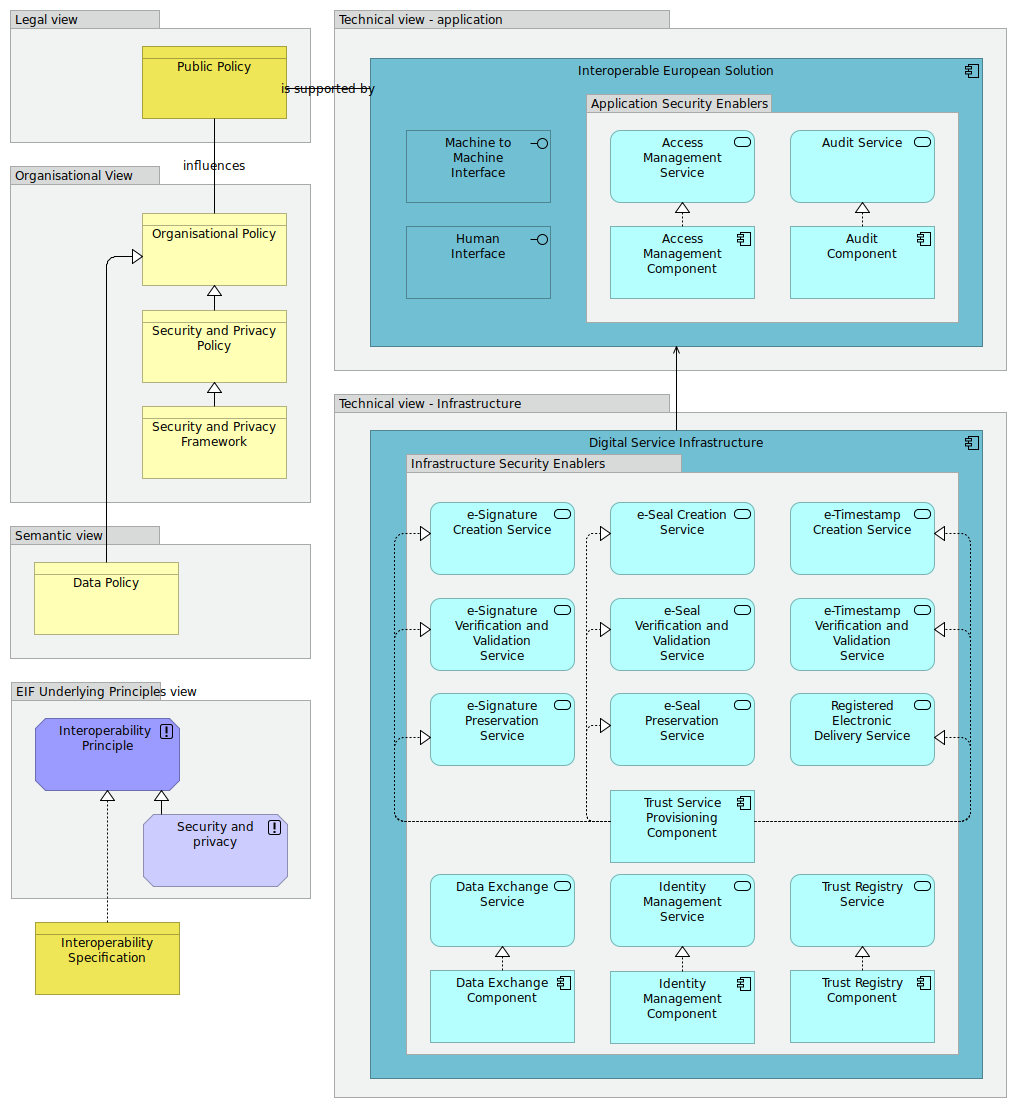 Legal view
Public Policy
is supported by
influences
Organisational View
Organisational Policy
Security and Privacy
Policy
Security and Privacy
Framework
Semantic view
Data Policy
EIF Underlying Principles view
Interoperability
Principle
Security and
privacy
Interoperability
Specification
Technical view - application
Interoperable European Solution
Machine to
Machine
Interface
Human
Interface
Application Security Enablers
Access
Management
Service
Audit Service
Access
Management
Component
Audit
Component
Technical view - Infrastructure
Digital Service Infrastructure
Infrastructure Security Enablers
e-Signature
Creation Service
e-Seal Creation
Service
e-Timestamp
Creation Service
e-Signature
Verification and
Validation
Service
e-Seal
Verification and
Validation
Service
e-Timestamp
Verification and
Validation
Service
e-Signature
Preservation
Service
e-Seal
Preservation
Service
Registered
Electronic
Delivery Service
Trust Service
Provisioning
Component
Data Exchange
Service
Identity
Management
Service
Trust Registry
Service
Data Exchange
Component
Identity
Management
Component
Trust Registry
Component